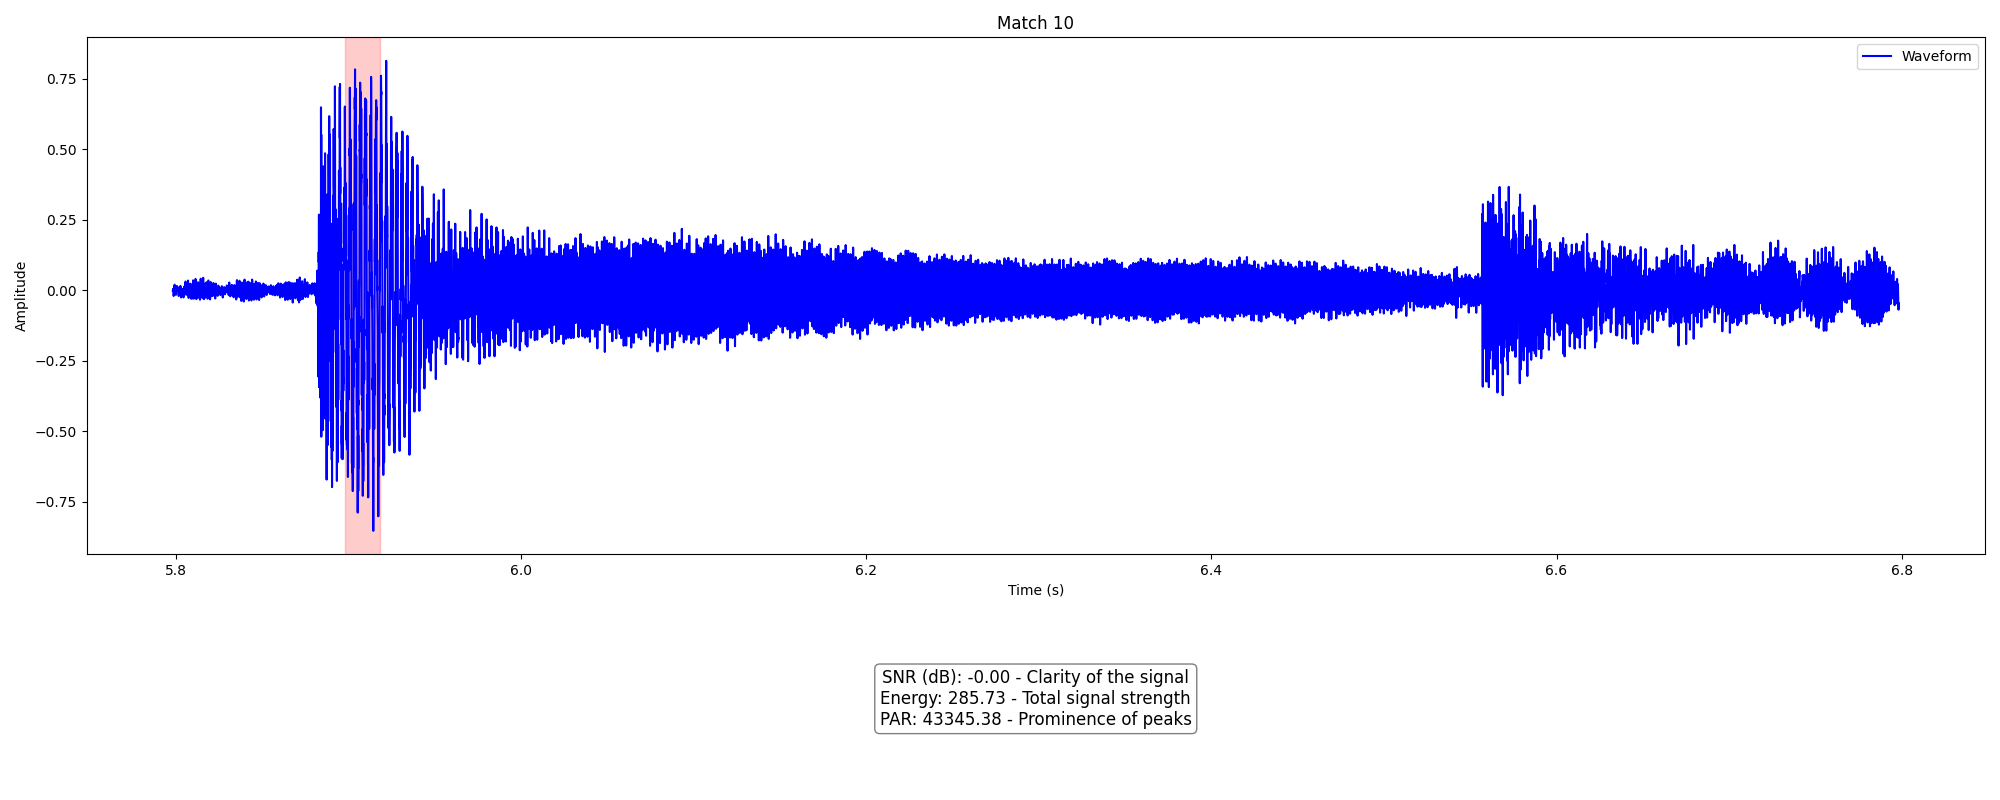 Match 10
Waveform
0.75
0.50
0.25
0.00
−0.25
−0.50
−0.75
Amplitude
5.8 6.0 6.2 6.4 6.6 6.8
Time (s)
SNR (dB): -0.00 - Clarity of the signal
Energy: 285.73 - Total signal strength
PAR: 43345.38 - Prominence of peaks